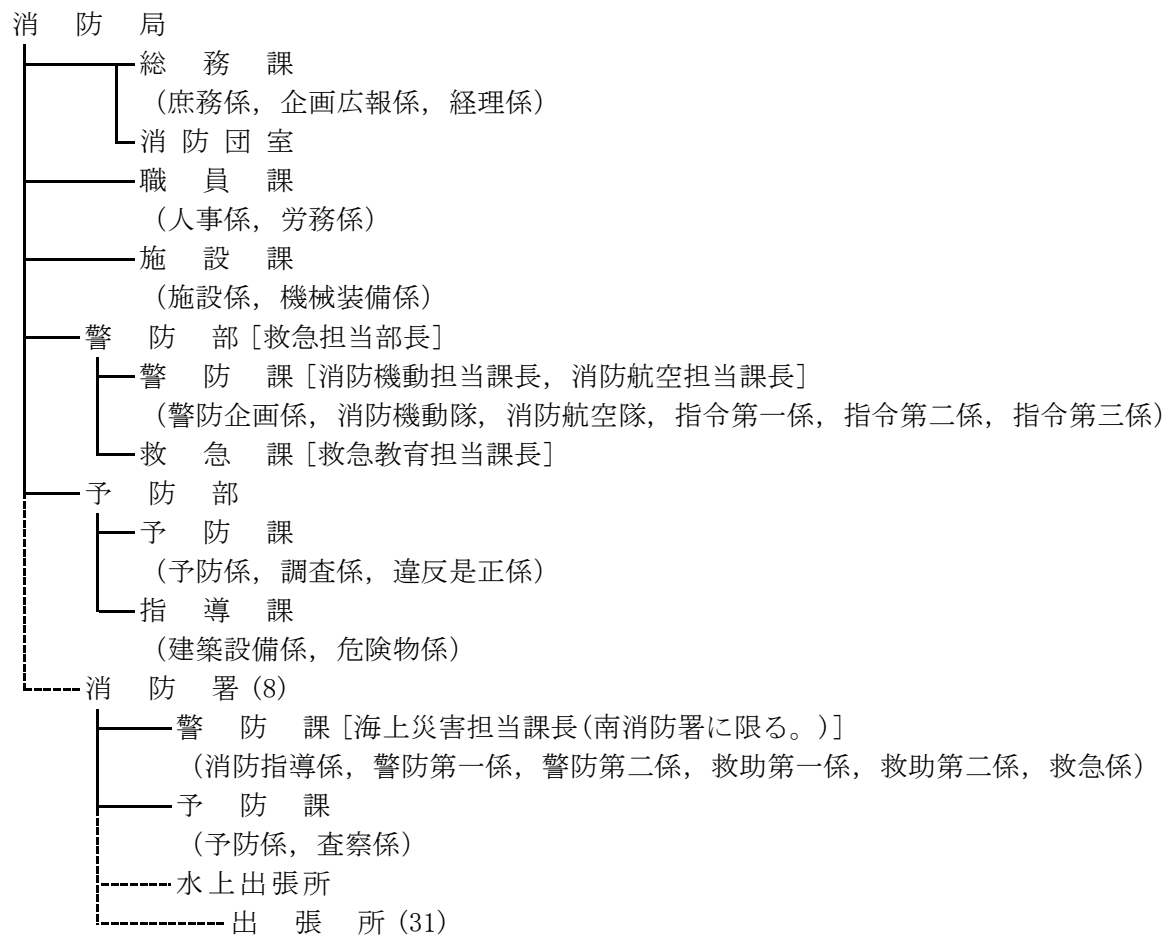 消防局
総務課
(庶務係, 企画広報係, 経理係)
消防団室
職員課
(人事係, 労務係)
施設課
(施設係, 機械装備係)
警防部[救急担当部長]
警防課[消防機動担当課長, 消防航空担当課長]
(警防企画係, 消防機動隊, 消防航空隊, 指令第一係, 指令第二係, 指令第三係)
救急課[救急教育担当課長]
予防部
予防課
(予防係, 調査係, 違反是正係)
指導課
(建築設備係, 危険物係)
消防署(8)
警防課[海上災害担当課長(南消防署に限る。)]
(消防指導係, 警防第一係, 警防第二係, 救助第一係, 救助第二係, 救急係)
予防課
(予防係, 査察係)
水上出張所
出張所(31)